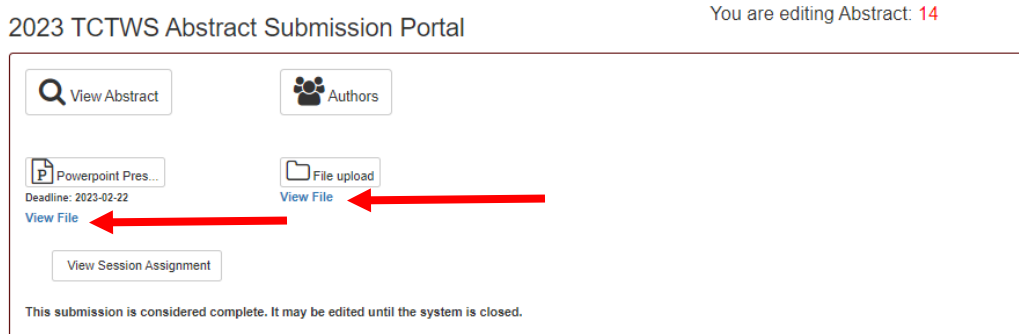 2023 TCTWS Abstract Submission Portal
You are editing Abstract: 14
View Abstract
Authors
Powerpoint Pres...
File upload
Deadline: 2023-02-22
View File
View File
View Session Assignment
This submission is considered complete. It may be edited until the system is closed.